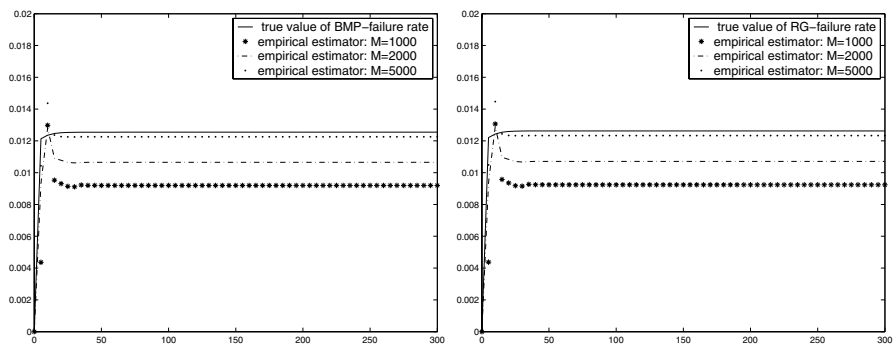 0.02
0.018
0.016
0.014
0.012
0.01
0.008
0.006
0.004
0.002
0
0 50 100 150 200 250 300
true value of BMP−failure rate
empirical estimator: M=1000
empirical estimator: M=2000
empirical estimator: M=5000
0.02
0.018
0.016
0.014
0.012
0.01
0.008
0.006
0.004
0.002
0
0 50 100 150 200 250 300
true value of RG−failure rate
empirical estimator: M=1000
empirical estimator: M=2000
empirical estimator: M=5000